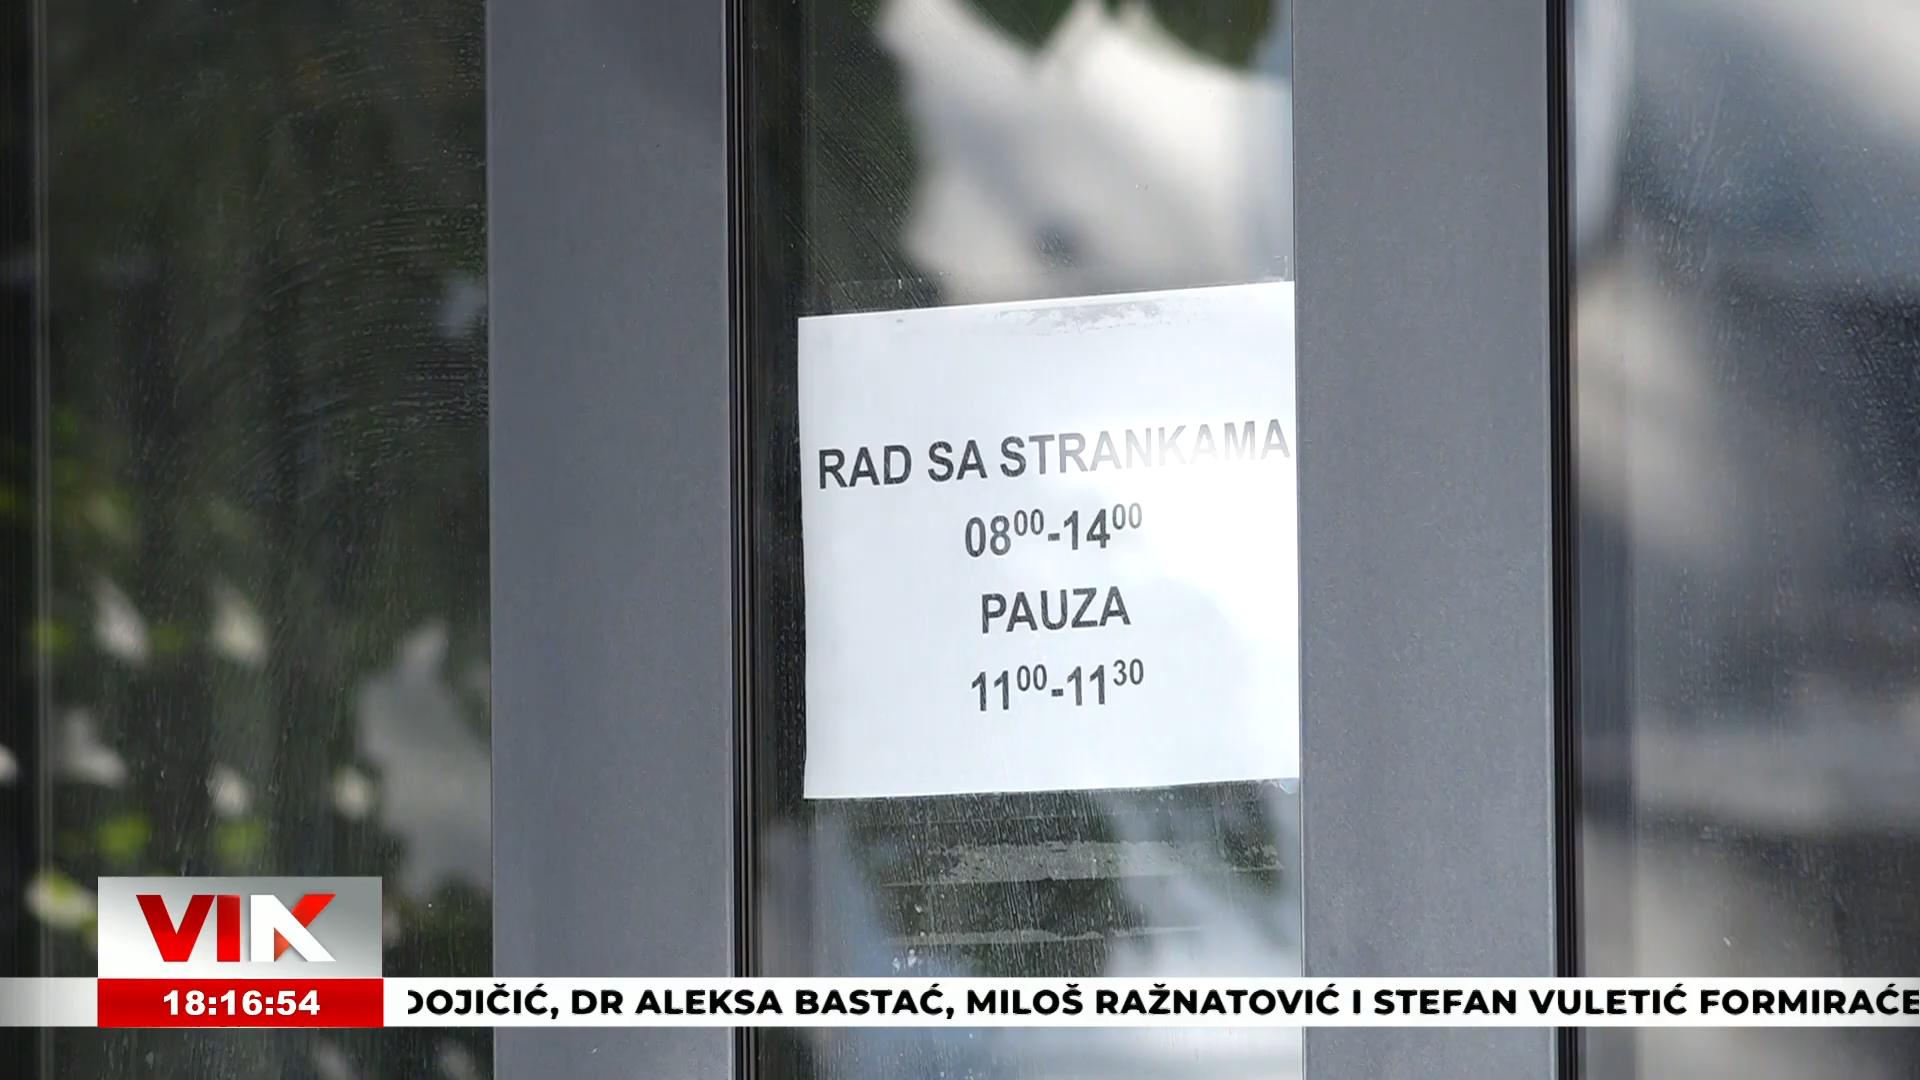 RAD SA STRANKAMA
08⁰⁰-14⁰⁰
PAUZA
11⁰⁰-11³⁰
VIK
18:16:54
DOJIČIĆ, DR ALEKSA BASTAĆ, MILOŠ RAŽNATOVIĆ I STEFAN VULETIĆ FORMIRAĆE